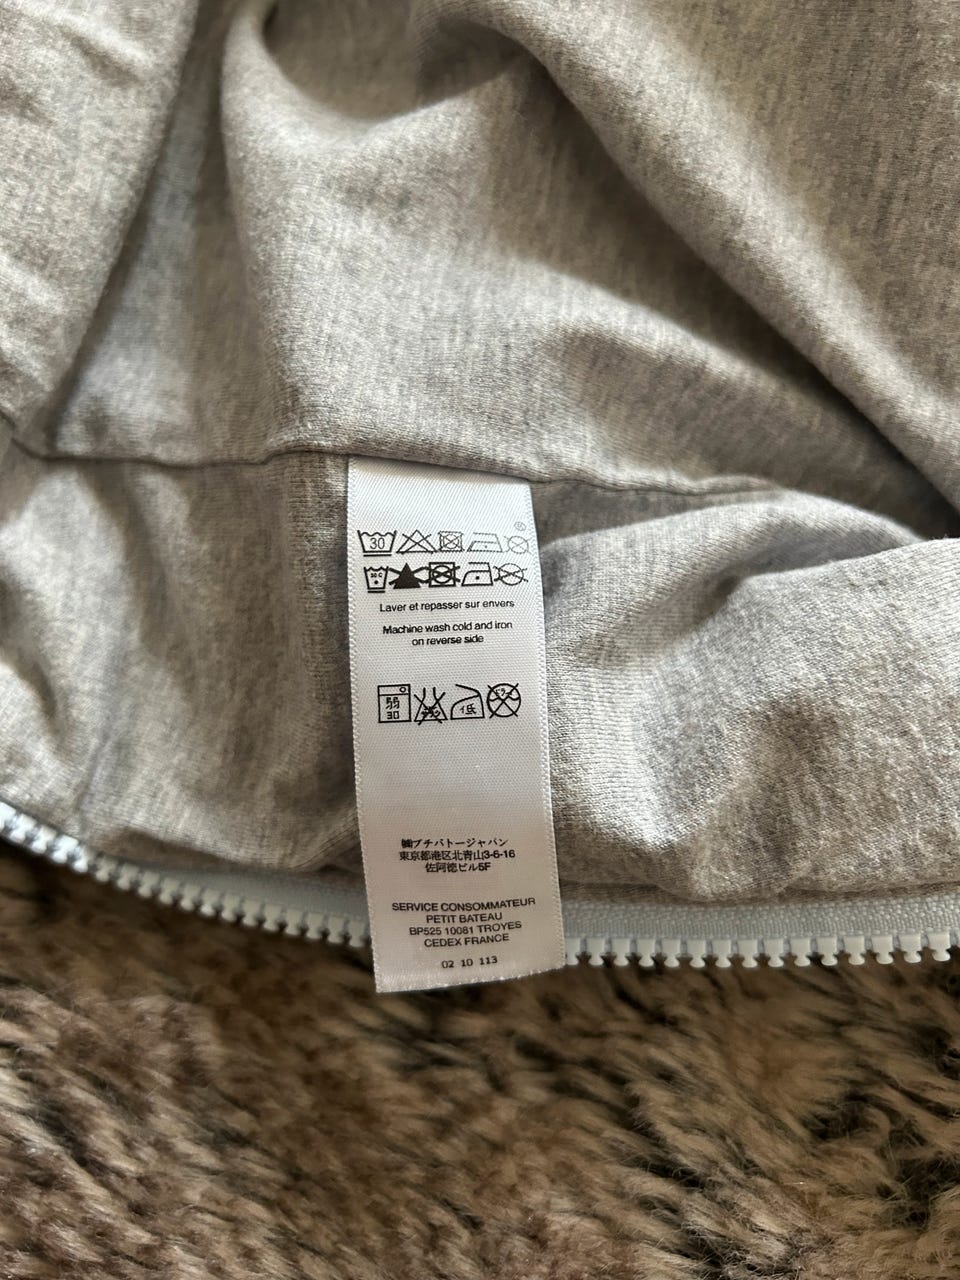 ®
30
30 C
Laver et repasser sur envers
Machine wash cold and iron
on reverse side
弱
30
低
㈱プチバトージャパン
東京都港区北青山3-6-16
佐阿徳ビル5F
SERVICE CONSOMMATEUR
PETIT BATEAU
BP525 10081 TROYES
CEDEX FRANCE
02 10 113